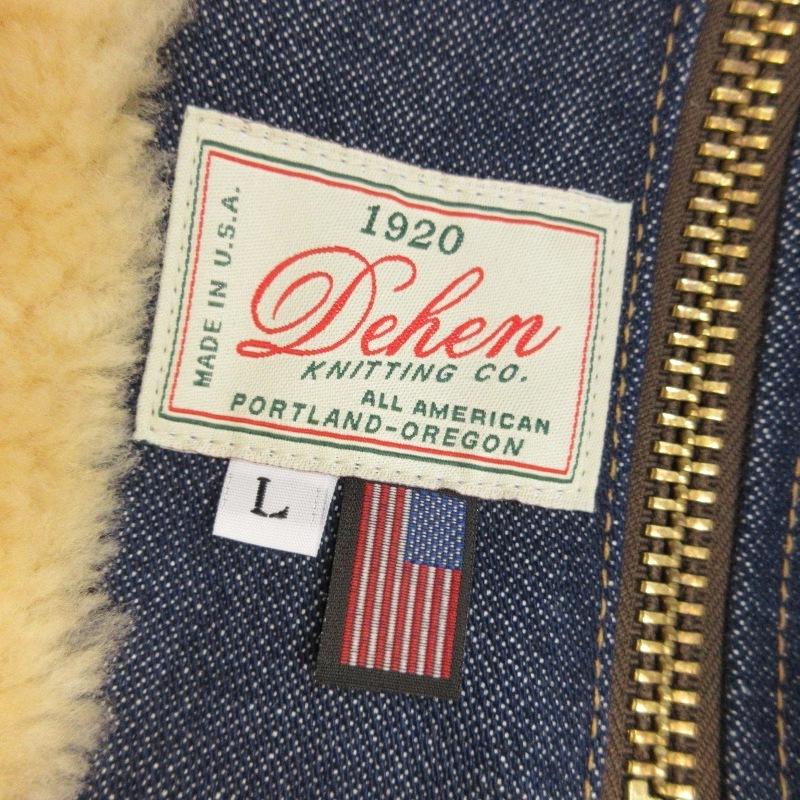 MADE IN U.S.A.
1920
Dehen
KNITTING CO.
ALL AMERICAN
PORTLAND-OREGON
L